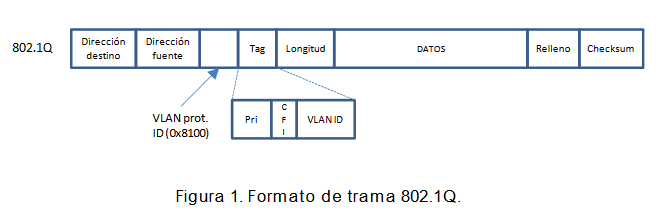 802.1Q
Dirección
destino
Dirección
fuente
Tag
Longitud
DATOS
Relleno
Checksum
VLAN prot.
ID (0x8100)
Pri
C
F
I
VLAN ID
Figura 1. Formato de trama 802.1Q.